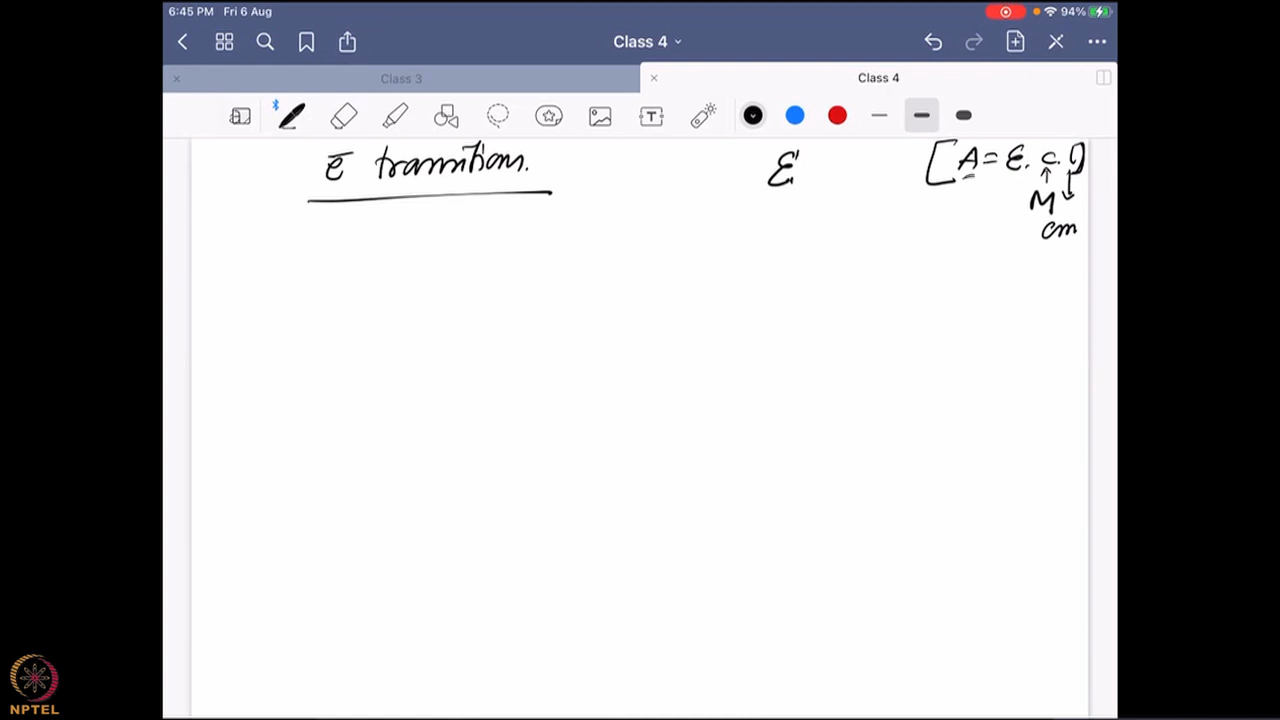 6:45 PM Fri 6 Aug 94%
Class 4
Class 3 Class 4
T
ē transitions. ε [A = ε. c. l]
M
cm
NPTEL